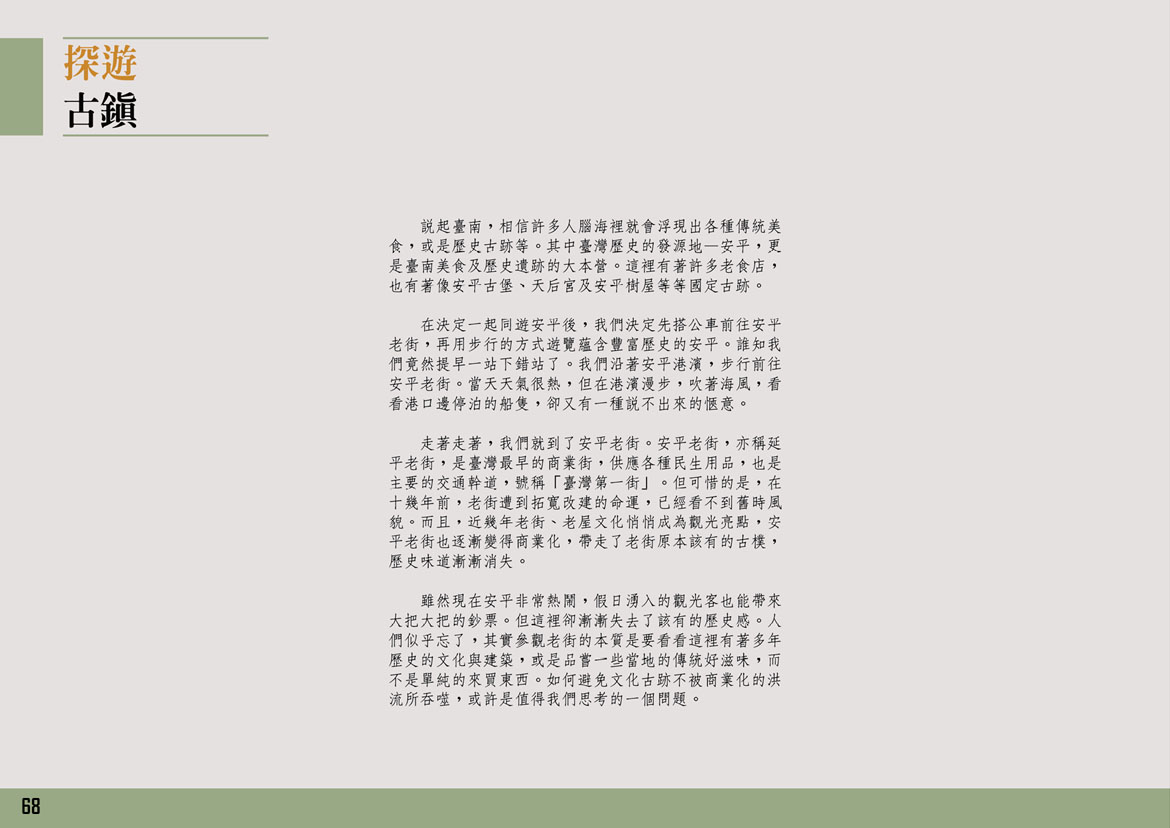 探遊
古鎭
說起臺南，相信許多人腦海裡就會浮現出各種傳統美
食，或是歷史古跡等。其中臺灣歷史的發源地—安平，更
是臺南美食及歷史遺跡的大本營。這裡有著許多老食店，
也有著像安平古堡、天后宮及安平樹屋等等國定古跡。
在決定一起同遊安平後，我們決定先搭公車前往安平
老街，再用步行的方式遊覽蘊含豐富歷史的安平。誰知我
們竟然提早一站下錯站了。我們沿著安平港濱，步行前往
安平老街。當天天氣很熱，但在港濱漫步，吹著海風，看
看港口邊停泊的船隻，卻又有一種說不出來的愜意。
走著走著，我們就到了安平老街。安平老街，亦稱延
平老街，是臺灣最早的商業街，供應各種民生用品，也是
主要的交通幹道，號稱「臺灣第一街」。但可惜的是，在
十幾年前，老街遭到拓寬改建的命運，已經看不到舊時風
貌。而且，近幾年老街、老屋文化悄悄成為觀光亮點，安
平老街也逐漸變得商業化，帶走了老街原本該有的古樸，
歷史味道漸漸消失。
雖然現在安平非常熱鬧，假日湧入的觀光客也能帶來
大把大把的鈔票。但這裡卻漸漸失去了該有的歷史感。人
們似乎忘了，其實參觀老街的本質是要看看這裡有著多年
歷史的文化與建築，或是品嘗一些當地的傳統好滋味，而
不是單純的來買東西。如何避免文化古跡不被商業化的洪
流所吞噬，或許是值得我們思考的一個問題。
68